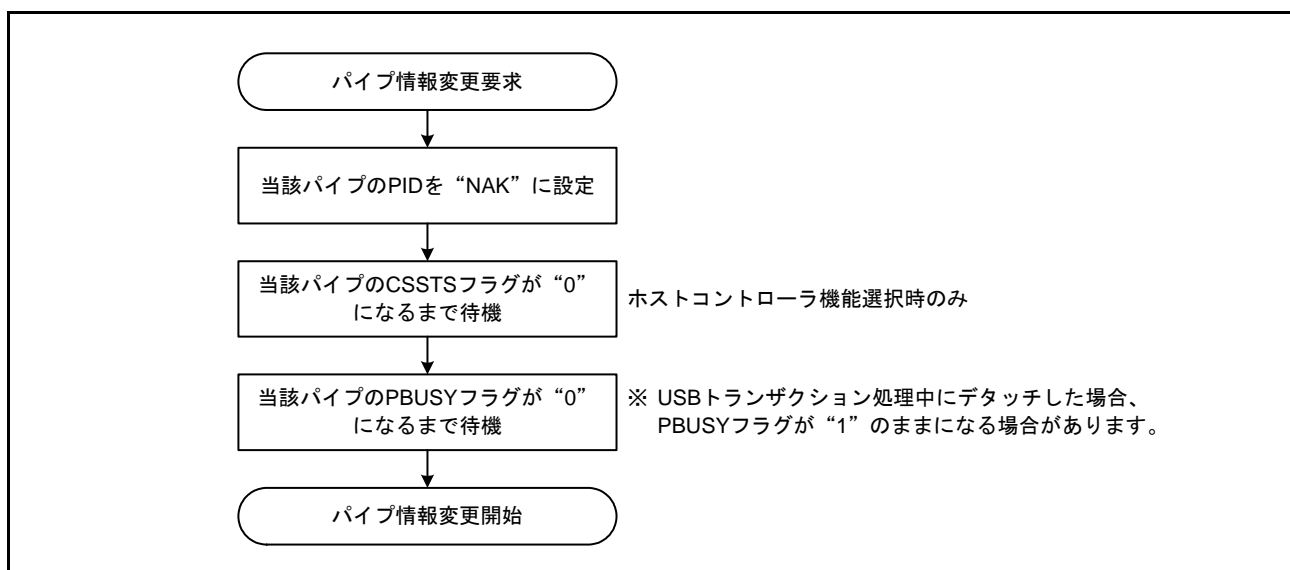 パイプ情報変更要求
当該パイプのPIDを“NAK”に設定
当該パイプのCSSTSフラグが“0”
になるまで待機
ホストコントローラ機能選択時のみ
当該パイプのPBUSYフラグが“0”
になるまで待機
※ USBトランザクション処理中にデタッチした場合、
PBUSYフラグが“1”のままになる場合があります。
パイプ情報変更開始